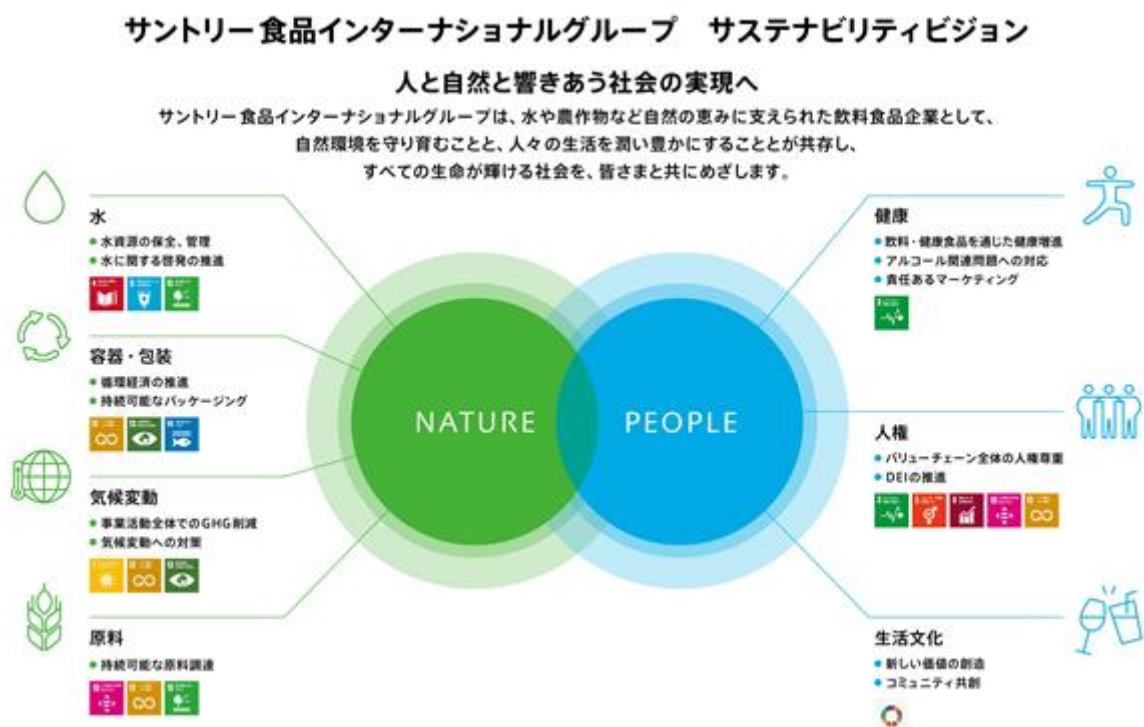 サントリー食品インターナショナルグループ　サステナビリティビジョン
人と自然と響きあう社会の実現へ
サントリー食品インターナショナルグループは、水や農作物など自然の恵みに支えられた飲料食品企業として、
自然環境を守り育むことと、人々の生活を潤い豊かにすることとが共存し、
すべての生命が輝ける社会を、皆さまと共にめざします。
水
水資源の保全、管理
水に関する啓発の推進
容器・包装
循環経済の推進
持続可能なパッケージング
気候変動
事業活動全体でのGHG削減
気候変動への対策
原料
持続可能な原料調達
NATURE
PEOPLE
健康
飲料・健康食品を通じた健康増進
アルコール関連問題への対応
責任あるマーケティング
人権
バリューチェーン全体の人権尊重
DEIの推進
生活文化
新しい価値の創造
コミュニティ共創